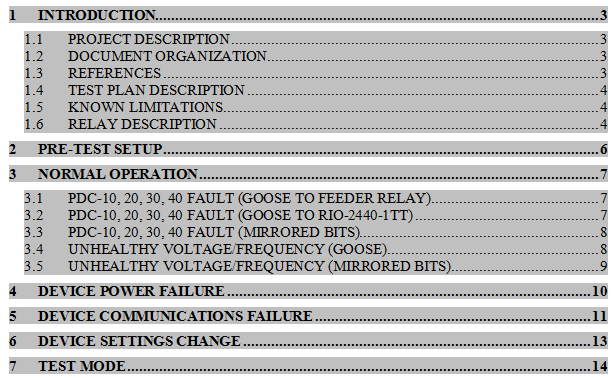 1 INTRODUCTION 3
1.1 PROJECT DESCRIPTION 3
1.2 DOCUMENT ORGANIZATION 3
1.3 REFERENCES 3
1.4 TEST PLAN DESCRIPTION 4
1.5 KNOWN LIMITATIONS 4
1.6 RELAY DESCRIPTION 4
2 PRE-TEST SETUP 6
3 NORMAL OPERATION 7
3.1 PDC-10, 20, 30, 40 FAULT (GOOSE TO FEEDER RELAY) 7
3.2 PDC-10, 20, 30, 40 FAULT (GOOSE TO RIO-2440-1TT) 7
3.3 PDC-10, 20, 30, 40 FAULT (MIRRORED BITS) 8
3.4 UNHEALTHY VOLTAGE/FREQUENCY (GOOSE) 8
3.5 UNHEALTHY VOLTAGE/FREQUENCY (MIRRORED BITS) 9
4 DEVICE POWER FAILURE 10
5 DEVICE COMMUNICATIONS FAILURE 11
6 DEVICE SETTINGS CHANGE 13
7 TEST MODE 14